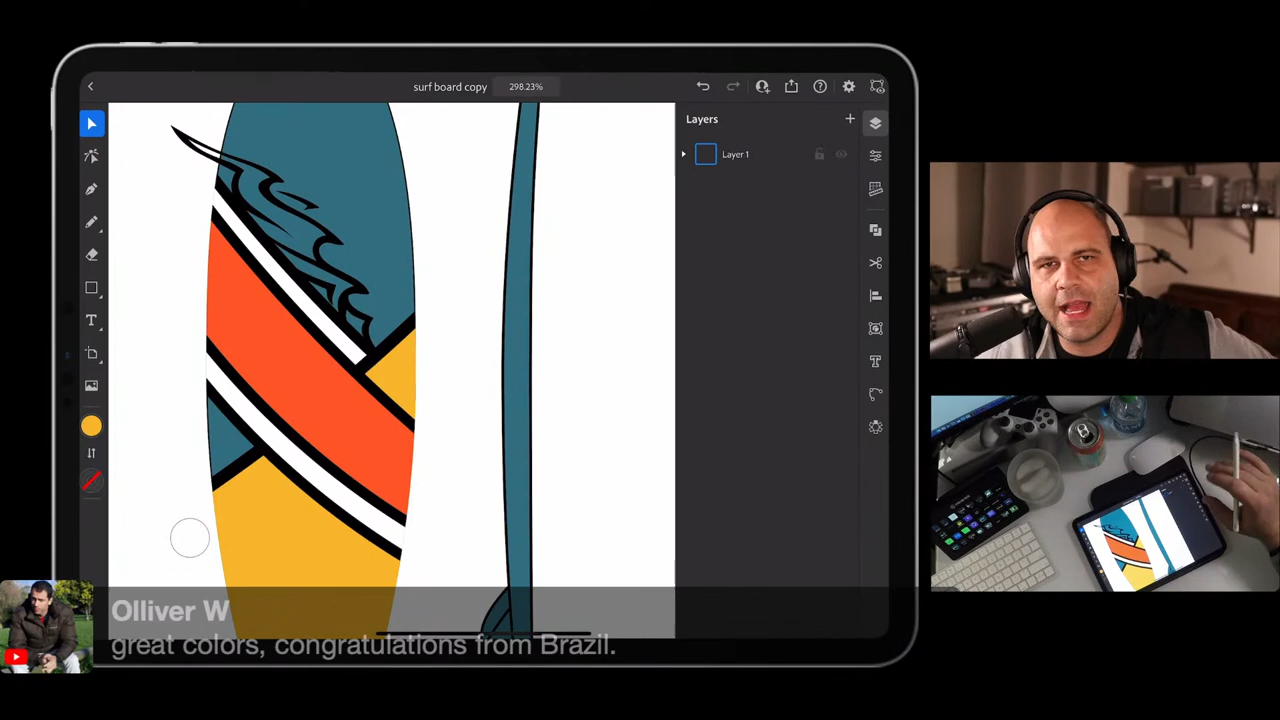 surf board copy
298.23%
Layers
Layer 1
Olliver W
great colors, congratulations from Brazil.